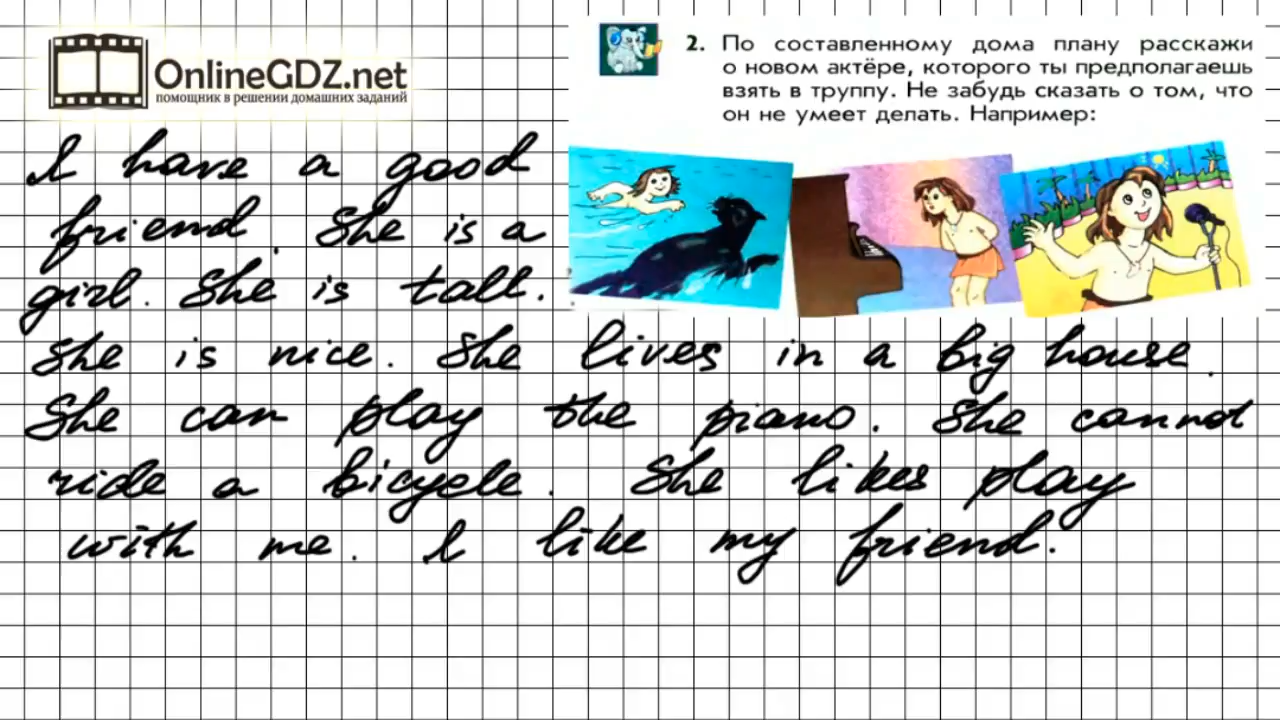 OnlineGDZ.net
помощник в решении домашних заданий
2. По составленному дома плану расскажи
о новом актёре, которого ты предполагаешь
взять в труппу. Не забудь сказать о том, что
он не умеет делать. Например:
I have a good
friend. She is a
girl. She is tall.
She is nice. She lives in a big house.
She can play the piano. She cannot
ride a bicycle. She likes play
with me. I like my friend.